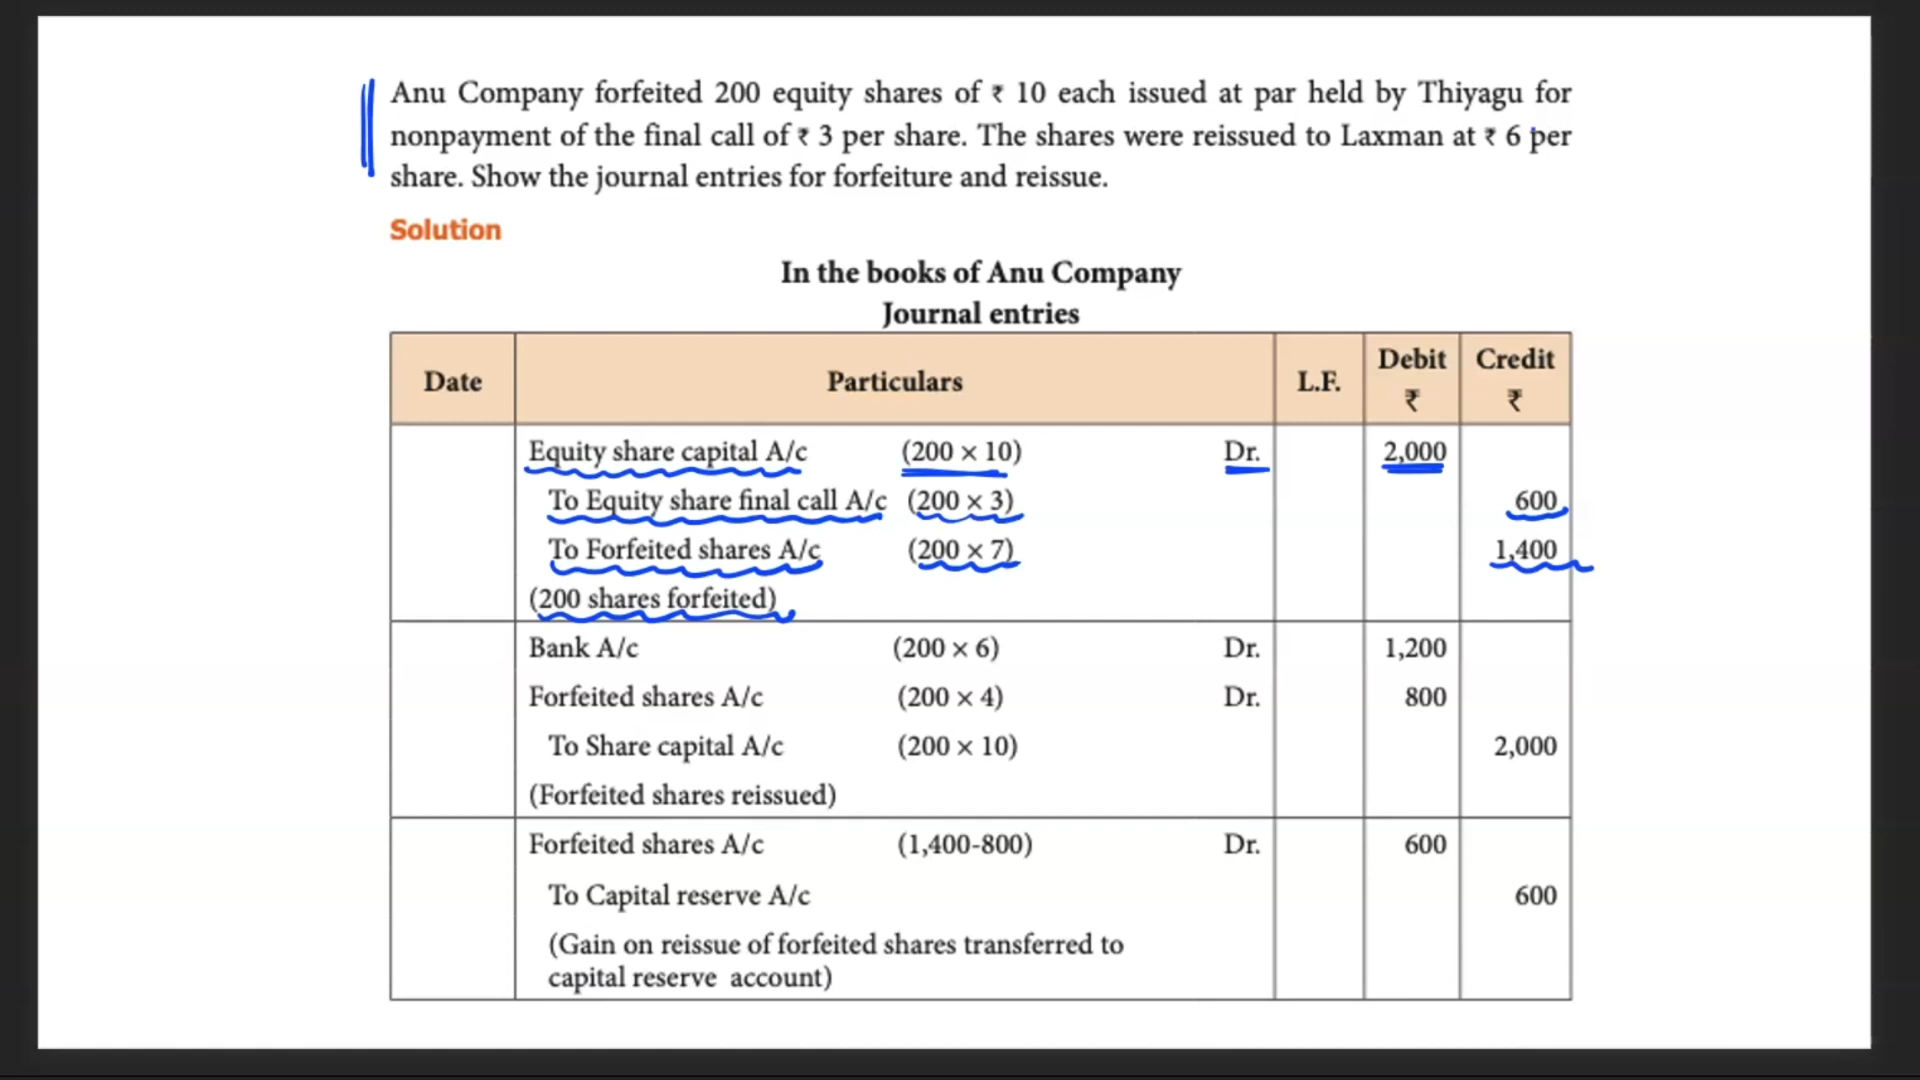 Anu Company forfeited 200 equity shares of ₹ 10 each issued at par held by Thiyagu for
nonpayment of the final call of ₹ 3 per share. The shares were reissued to Laxman at ₹ 6 per
share. Show the journal entries for forfeiture and reissue.
Solution
In the books of Anu Company
Journal entries
Date Particulars L.F. Debit ₹ Credit ₹
Equity share capital A/c (200 × 10) Dr. 2,000
To Equity share final call A/c (200 × 3) 600
To Forfeited shares A/c (200 × 7) 1,400
(200 shares forfeited)
Bank A/c (200 × 6) Dr. 1,200
Forfeited shares A/c (200 × 4) Dr. 800
To Share capital A/c (200 × 10) 2,000
(Forfeited shares reissued)
Forfeited shares A/c (1,400-800) Dr. 600
To Capital reserve A/c 600
(Gain on reissue of forfeited shares transferred to
capital reserve account)